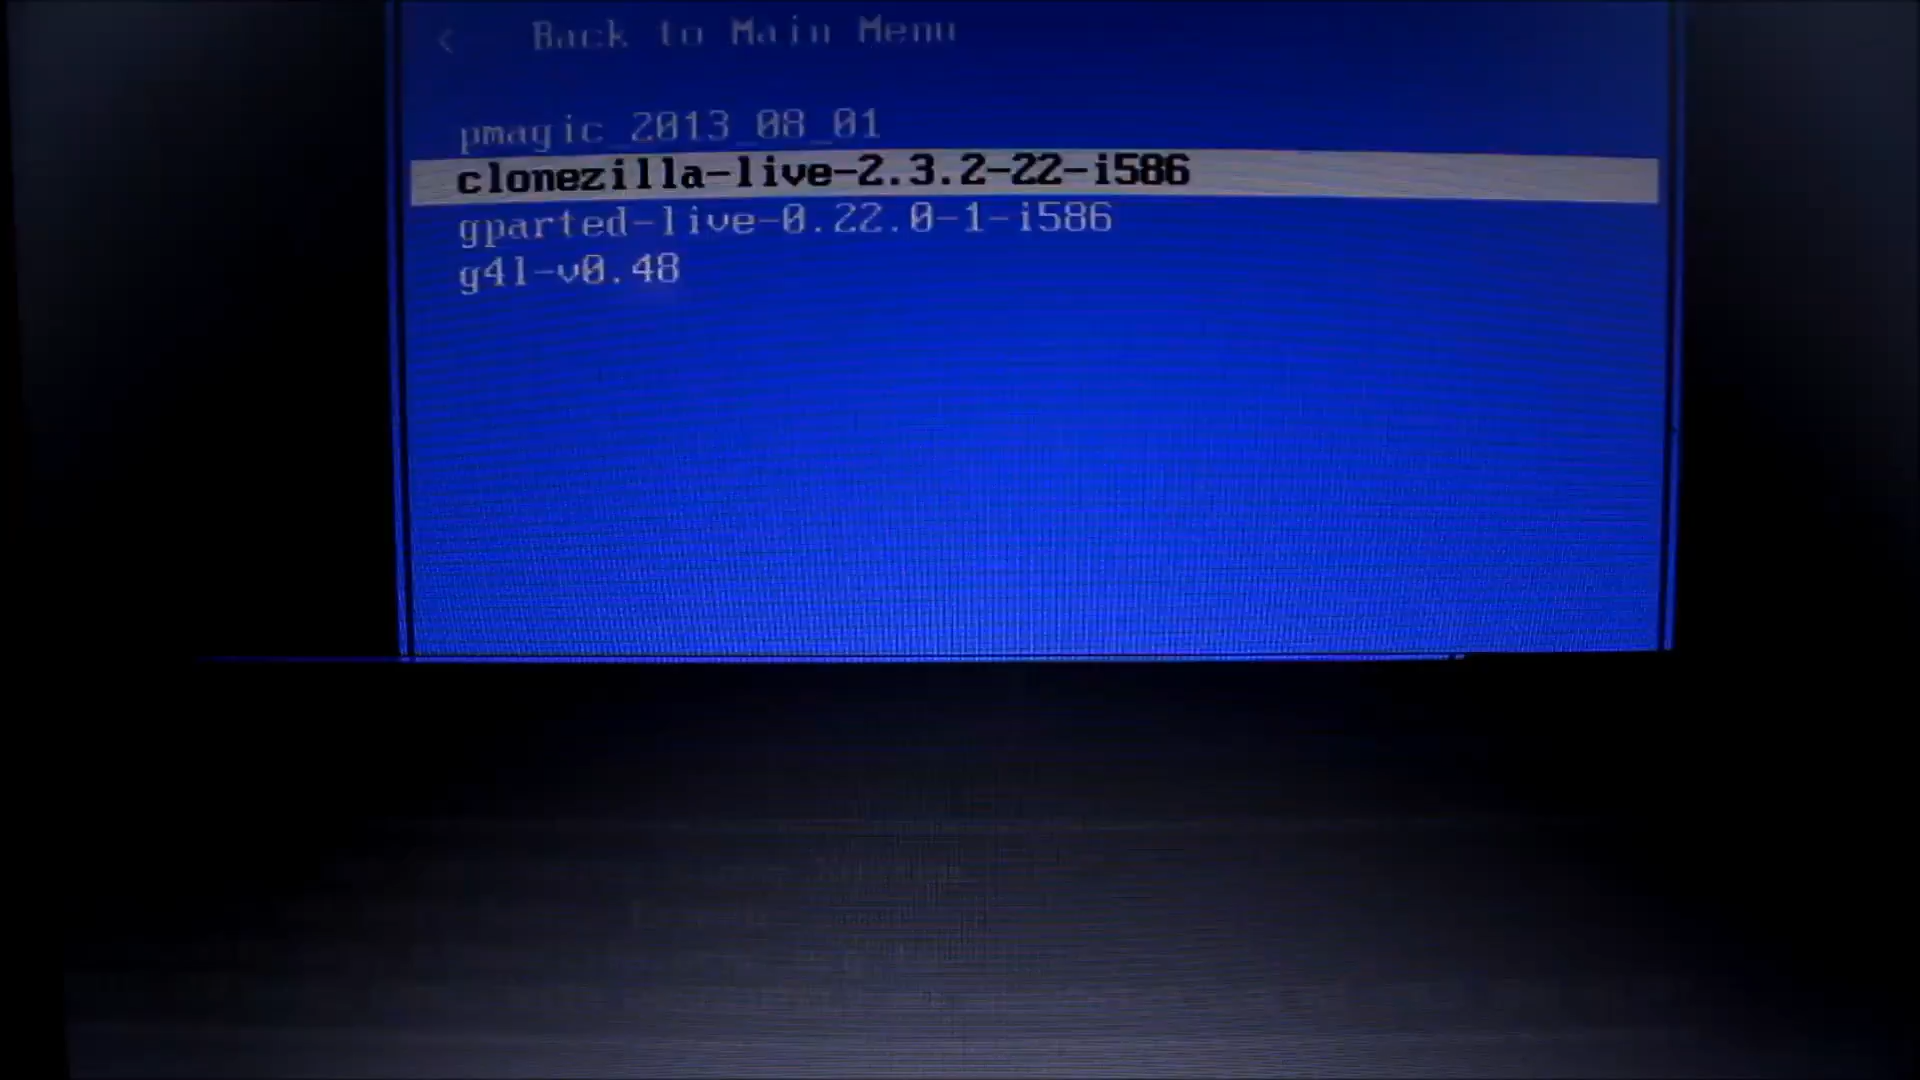 <-- Back to Main Menu
pmagic_2013_08_01
clonezilla-live-2.3.2-22-i586
gparted-live-0.22.0-1-i586
g4l-v0.48